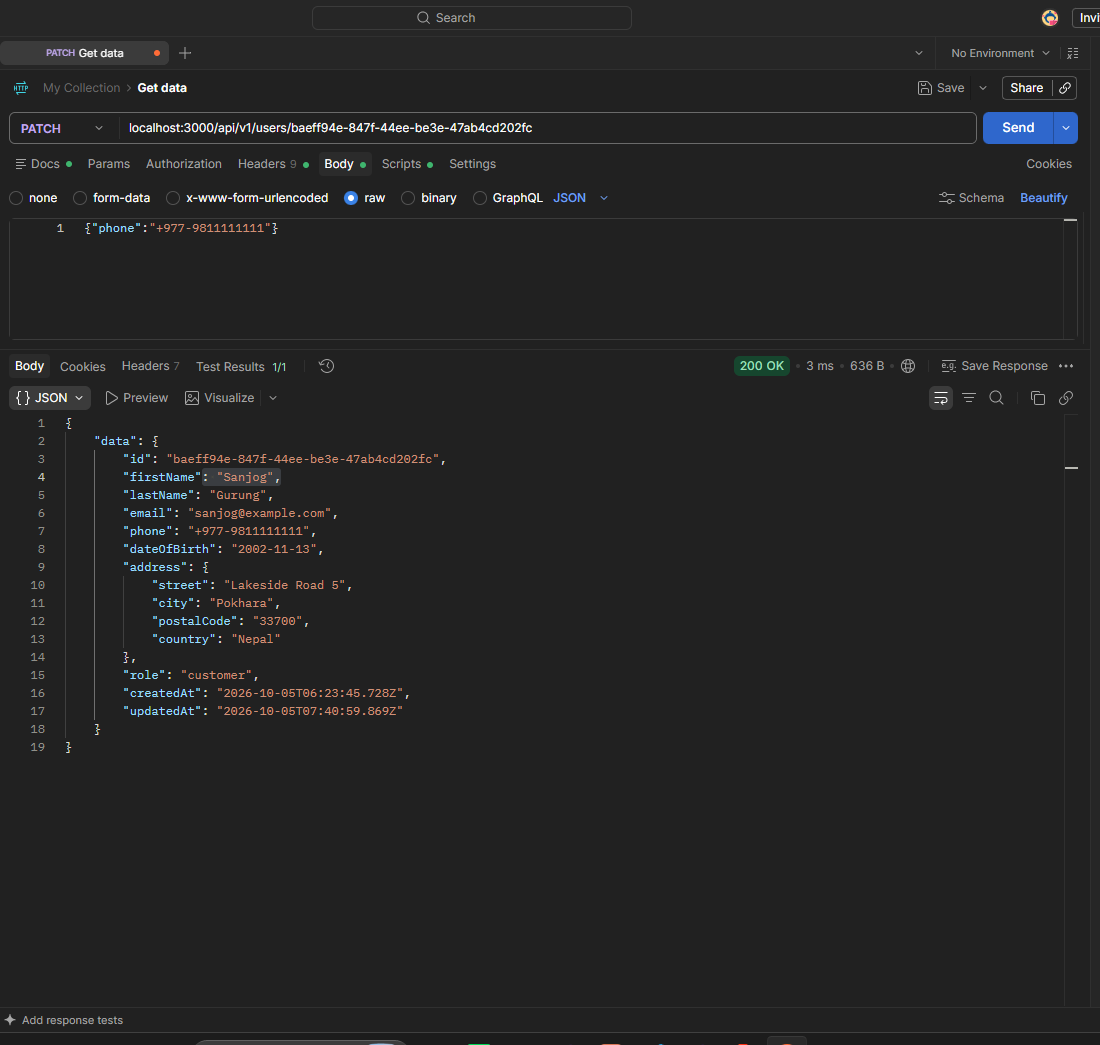 Search
Invi
PATCH Get data
No Environment
HTTP My Collection > Get data
Save
Share
PATCH
localhost:3000/api/v1/users/baeff94e-847f-44ee-be3e-47ab4cd202fc
Send
Docs Params Authorization Headers 9 Body Scripts Settings
Cookies
none form-data x-www-form-urlencoded raw binary GraphQL JSON
Schema Beautify
1 {"phone":"+977-9811111111"}
Body Cookies Headers 7 Test Results 1/1
200 OK • 3 ms • 636 B
e.g. Save Response
{} JSON Preview Visualize
1 {
2 "data": {
3 "id": "baeff94e-847f-44ee-be3e-47ab4cd202fc",
4 "firstName": "Sanjog",
5 "lastName": "Gurung",
6 "email": "sanjog@example.com",
7 "phone": "+977-9811111111",
8 "dateOfBirth": "2002-11-13",
9 "address": {
10 "street": "Lakeside Road 5",
11 "city": "Pokhara",
12 "postalCode": "33700",
13 "country": "Nepal"
14 },
15 "role": "customer",
16 "createdAt": "2026-10-05T06:23:45.728Z",
17 "updatedAt": "2026-10-05T07:40:59.869Z"
18 }
19 }
Add response tests